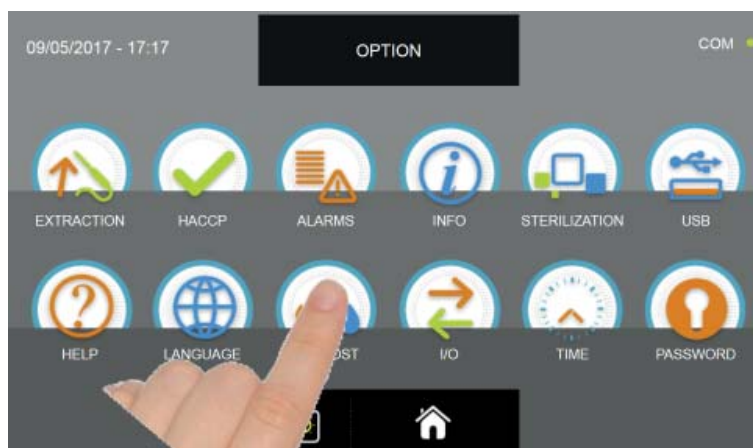 09/05/2017 - 17:17
OPTION
COM
EXTRACTION
HACCP
ALARMS
INFO
STERILIZATION
USB
HELP
LANGUAGE
I/O
TIME
PASSWORD